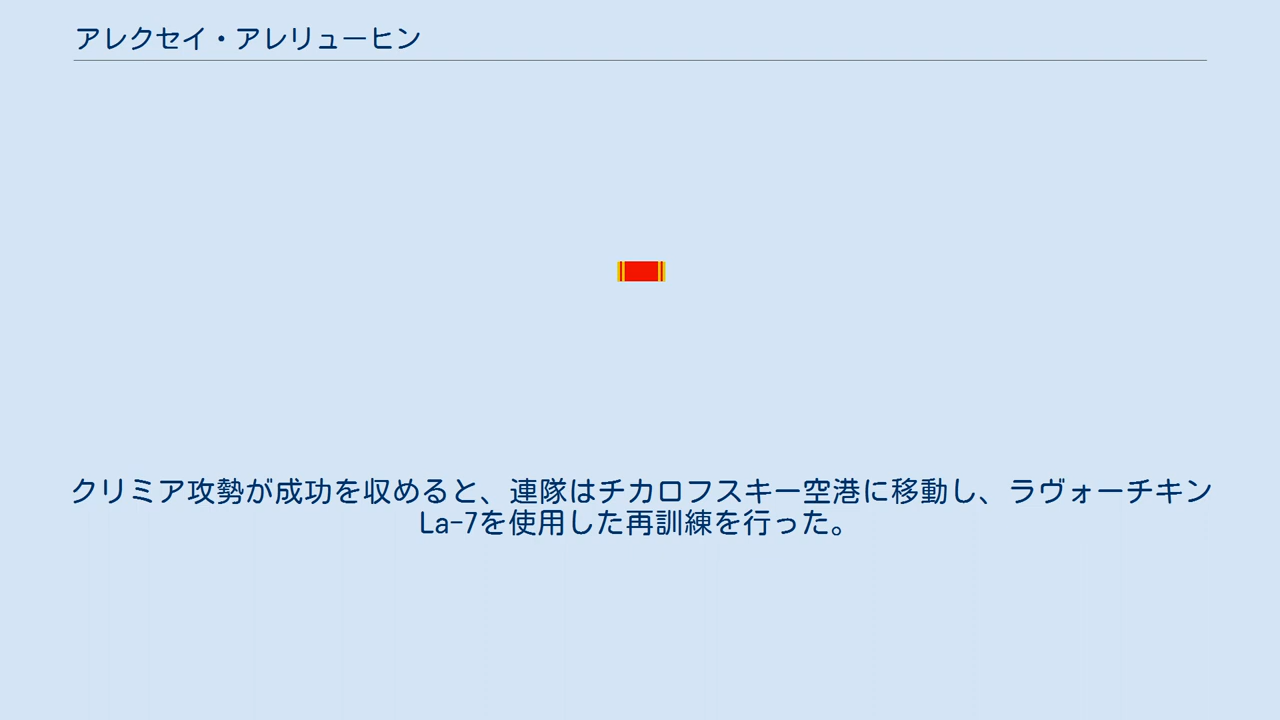 アレクセイ・アレリューヒン
クリミア攻勢が成功を収めると、連隊はチカロフスキー空港に移動し、ラヴォーチキン
La-7を使用した再訓練を行った。